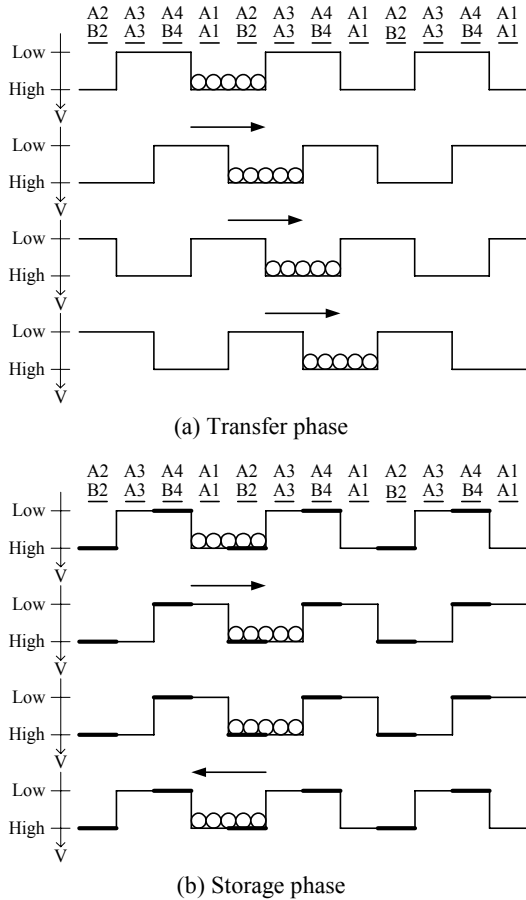 A2 A3 A4 A1 A2 A3 A4 A1 A2 A3 A4 A1
B2 A3 B4 A1 B2 A3 B4 A1 B2 A3 B4 A1
Low
High
V
Low
High
V
Low
High
V
Low
High
V
(a) Transfer phase
A2 A3 A4 A1 A2 A3 A4 A1 A2 A3 A4 A1
B2 A3 B4 A1 B2 A3 B4 A1 B2 A3 B4 A1
Low
High
V
Low
High
V
Low
High
V
Low
High
V
(b) Storage phase